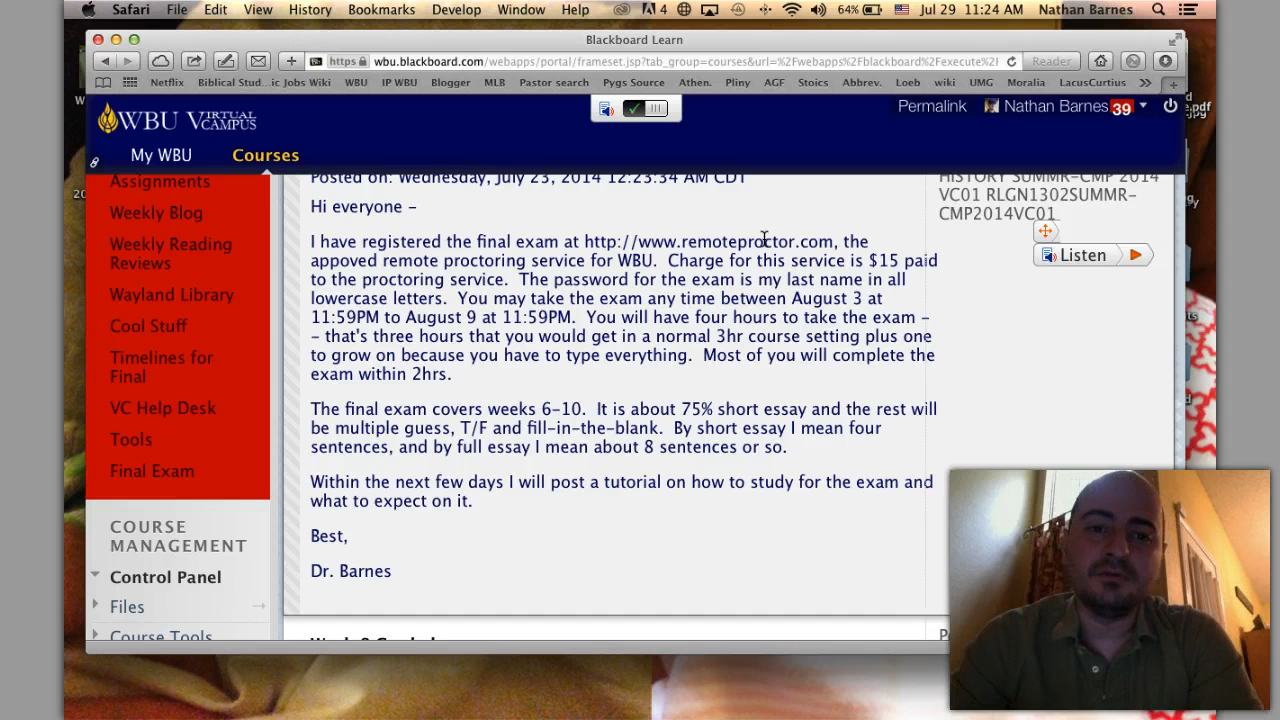 Safari File Edit View History Bookmarks Develop Window Help 4 64% Jul 29 11:24 AM Nathan Barnes
Blackboard Learn
https wbu.blackboard.com/webapps/portal/frameset.jsp?tab_group=courses&url=%2Fwebapps%2Fblackboard%2Fexecute%2F Reader
Netflix Biblical Stud...ic Jobs Wiki WBU IP WBU Blogger MLB Pastor search Pygs Source Athen. Pliny AGF Stoics Abbrev. Loeb wiki UMG Moralia LacusCurtius
WBU VIRTUAL CAMPUS
Permalink Nathan Barnes 39
My WBU Courses
Assignments
Weekly Blog
Weekly Reading
Reviews
Wayland Library
Cool Stuff
Timelines for
Final
VC Help Desk
Tools
Final Exam
COURSE
MANAGEMENT
Control Panel
Files
Course Tools
Posted on: Wednesday, July 23, 2014 12:23:34 AM CDT
Hi everyone –
I have registered the final exam at http://www.remoteproctor.com, the
appored remote proctoring service for WBU.  Charge for this service is $15 paid
to the proctoring service.  The password for the exam is my last name in all
lowercase letters.  You may take the exam any time between August 3 at
11:59PM to August 9 at 11:59PM.  You will have four hours to take the exam –
– that's three hours that you would get in a normal 3hr course setting plus one
to grow on because you have to type everything.  Most of you will complete the
exam within 2hrs.
The final exam covers weeks 6-10.  It is about 75% short essay and the rest will
be multiple guess, T/F and fill-in-the-blank.  By short essay I mean four
sentences, and by full essay I mean about 8 sentences or so.
Within the next few days I will post a tutorial on how to study for the exam and
what to expect on it.
Best,
Dr. Barnes
HISTORY SUMMR-CMP 2014
VC01 RLGN1302SUMMR-
CMP2014VC01
Listen